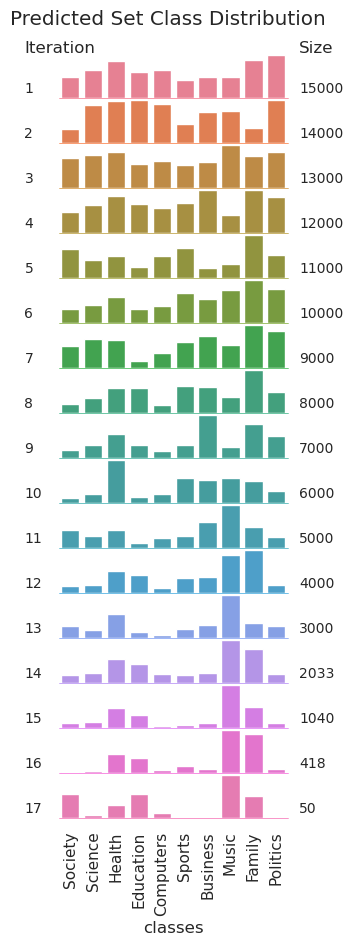 Predicted Set Class Distribution
Iteration Size
1 15000
2 14000
3 13000
4 12000
5 11000
6 10000
7 9000
8 8000
9 7000
10 6000
11 5000
12 4000
13 3000
14 2033
15 1040
16 418
17 50
Society
Science
Health
Education
Computers
Sports
Business
Music
Family
Politics
classes